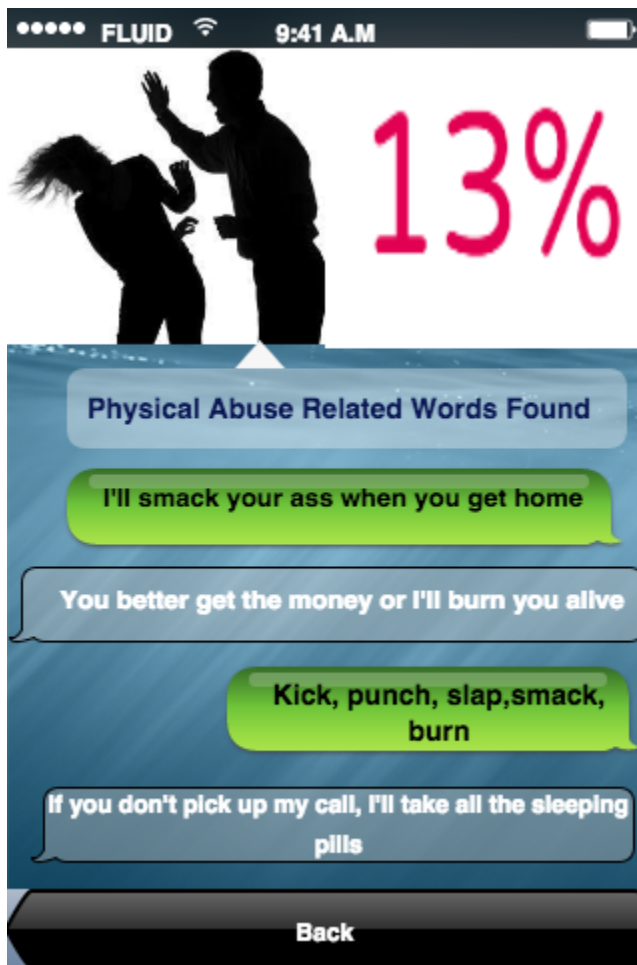 FLUID 9:41 A.M
13%
Physical Abuse Related Words Found
I'll smack your ass when you get home
You better get the money or I'll burn you alive
Kick, punch, slap,smack,
burn
If you don't pick up my call, I'll take all the sleeping
pills
Back